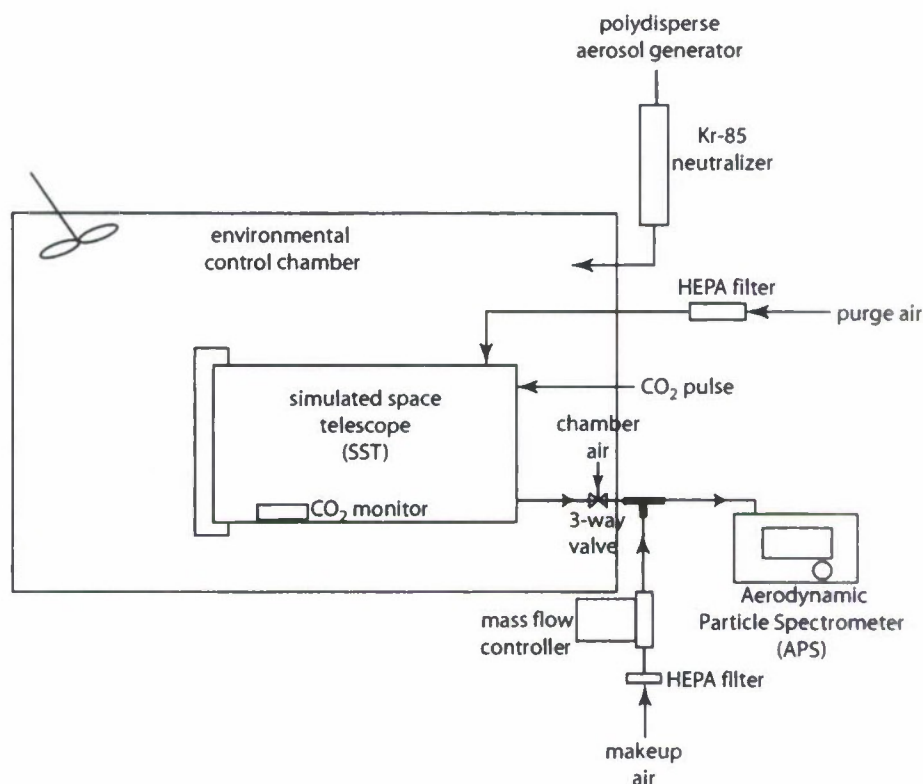 polydisperse
aerosol generator
Kr-85
neutralizer
environmental
control chamber
HEPA filter
purge air
CO₂ pulse
simulated space
telescope
(SST)
chamber
air
CO₂ monitor
3-way
valve
Aerodynamic
Particle Spectrometer
(APS)
mass flow
controller
HEPA filter
makeup
air